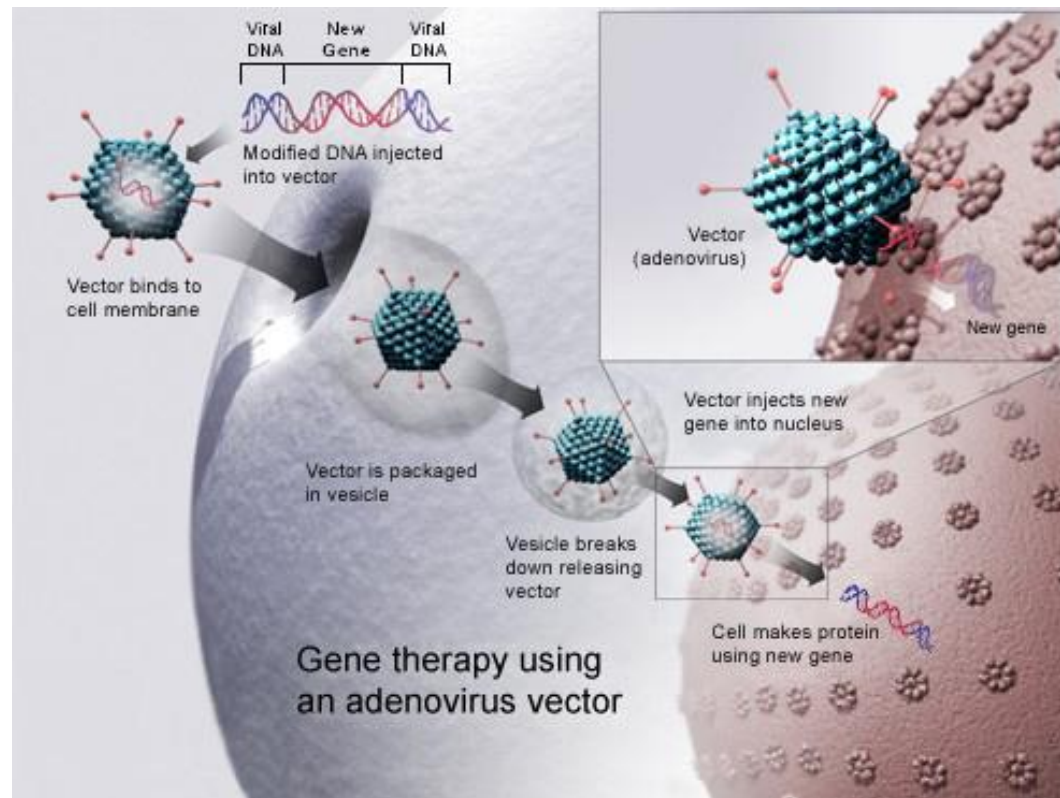 Viral DNA
New Gene
Viral DNA
Modified DNA injected
into vector
Vector binds to
cell membrane
Vector
(adenovirus)
New gene
Vector injects new
gene into nucleus
Vector is packaged
in vesicle
Vesicle breaks
down releasing
vector
Cell makes protein
using new gene
Gene therapy using
an adenovirus vector